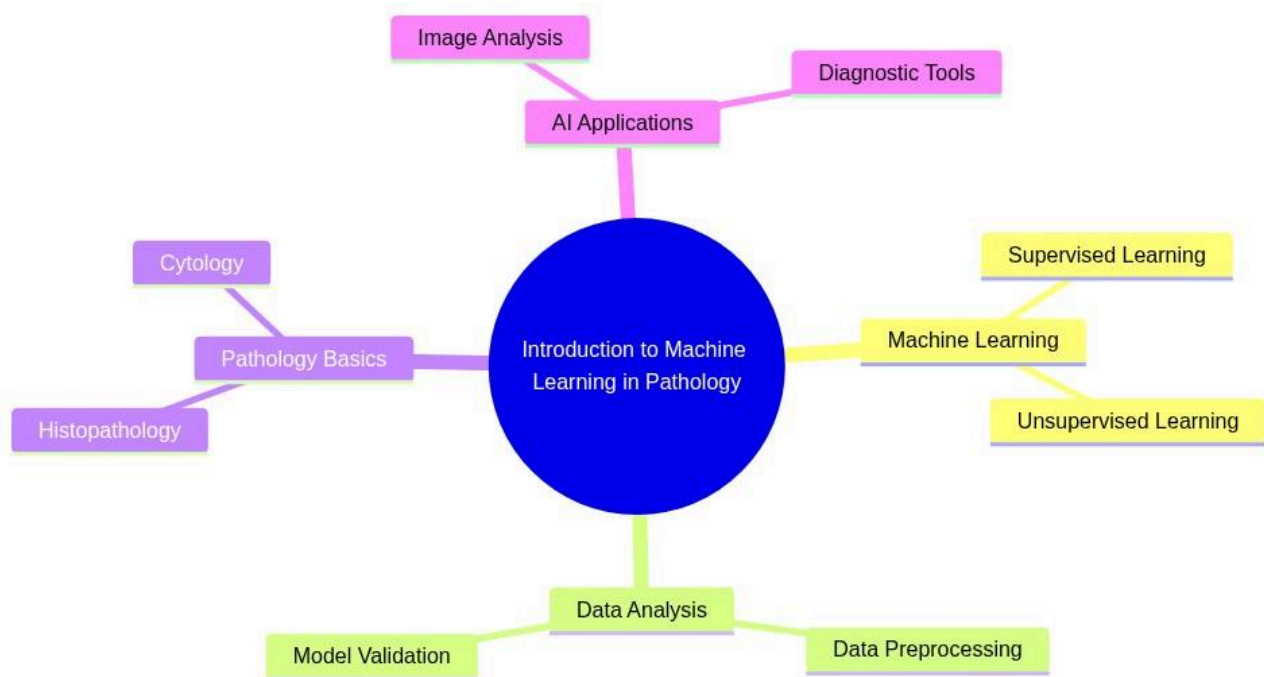 Image Analysis
Diagnostic Tools
AI Applications
Cytology
Supervised Learning
Pathology Basics
Introduction to Machine
Learning in Pathology
Machine Learning
Histopathology
Unsupervised Learning
Data Analysis
Model Validation
Data Preprocessing